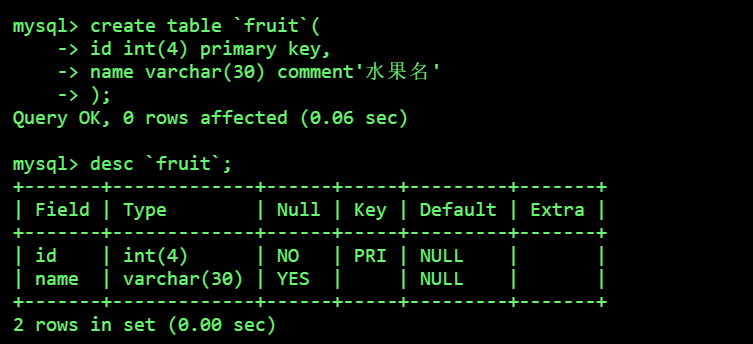 mysql> create table `fruit`(
    -> id int(4) primary key,
    -> name varchar(30) comment'水果名'
    -> );
Query OK, 0 rows affected (0.06 sec)

mysql> desc `fruit`;
+-------+-------------+------+-----+---------+-------+
| Field | Type        | Null | Key | Default | Extra |
+-------+-------------+------+-----+---------+-------+
| id    | int(4)      | NO   | PRI | NULL    |       |
| name  | varchar(30) | YES  |     | NULL    |       |
+-------+-------------+------+-----+---------+-------+
2 rows in set (0.00 sec)